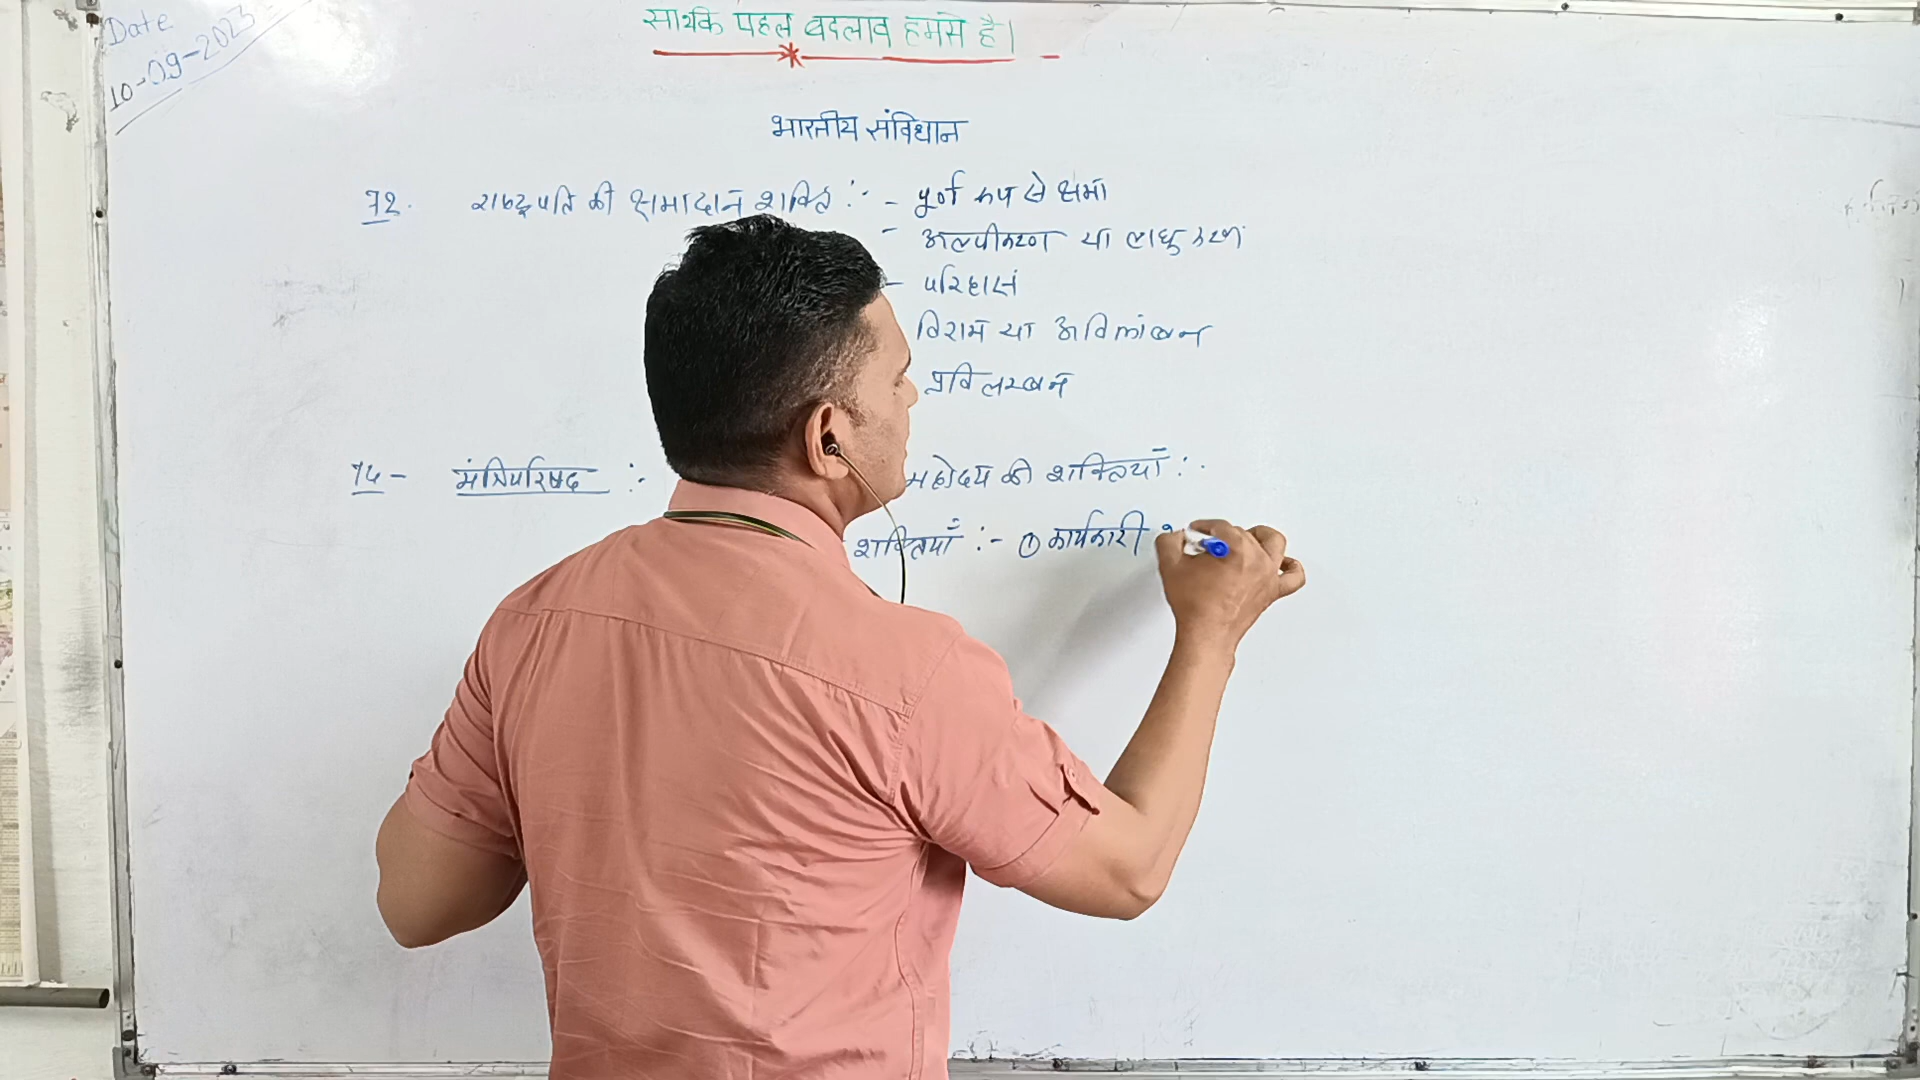 Date
10-09-2023
सार्थक पहल बदलाव हमसे है।
भारतीय संविधान
72. राष्ट्रपति की क्षमादान शक्ति :- - पूर्ण रूप से क्षमा
- अल्पीकरण या लघुकरण
- परिहास
विराम या अविलंबन
प्रविलम्बन
74 - मंत्रिपरिषद :- महोदय की शक्तियाँ :-
शक्तियाँ :- ① कार्यकारी